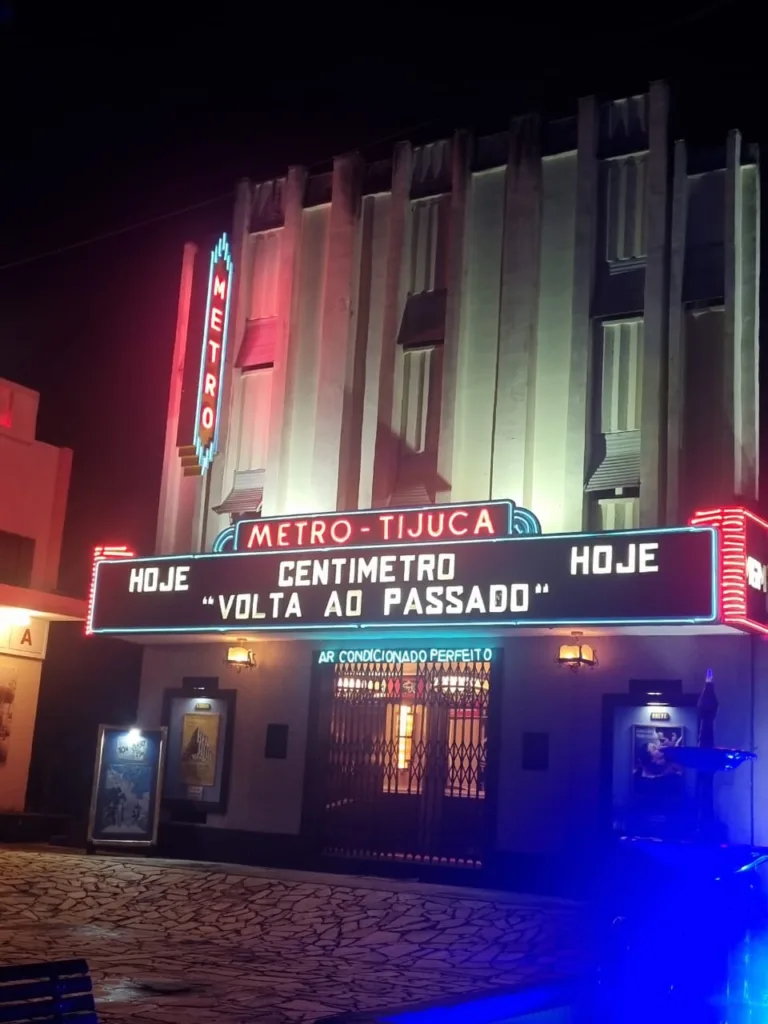 METRO
METRO-TIJUCA
HOJE CENTIMETRO HOJE
"VOLTA AO PASSADO"
AR CONDICIONADO PERFEITO
A